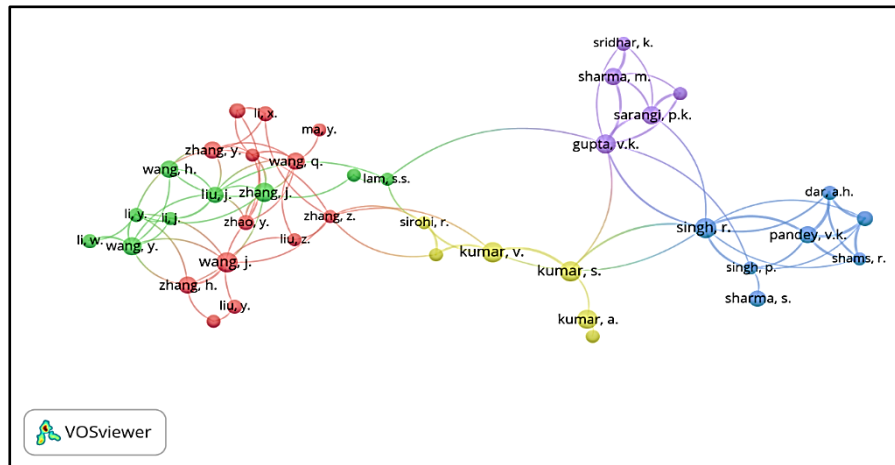 sridhar, k.
sharma, m.
sarangi, p.k.
gupta, v.k.
li, x.
ma, y.
zhang, y.
wang, q.
wang, h.
lam, s.s.
liu, j.
zhang, j.
dar, a.h.
li, y.
li, j.
zhao, y.
zhang, z.
sirohi, r.
singh, r.
pandey, v.k.
li, w.
wang, y.
liu, z.
kumar, v.
wang, j.
kumar, s.
singh, p.
shams, r.
zhang, h.
sharma, s.
liu, y.
kumar, a.
VOSviewer